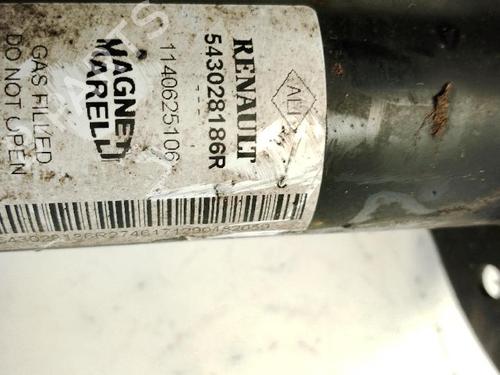 RENAULT
543028186R
1140625106
MAGNETI
MARELLI
GAS FILLED
DO NOT OPEN